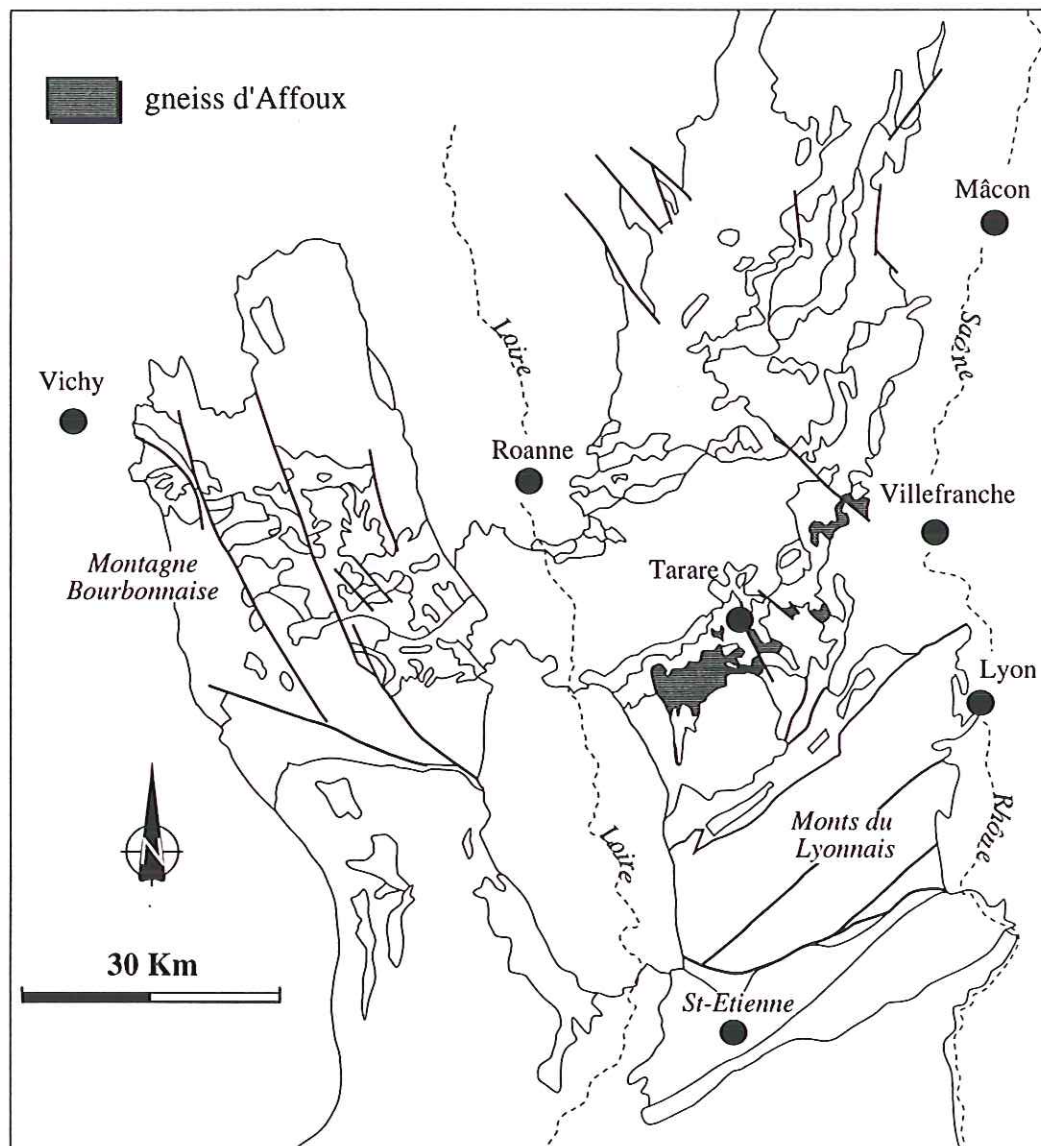 gneiss d'Affoux
Mâcon
Loire
Saône
Vichy
Roanne
Villefranche
Montagne
Bourbonnaise
Tarare
Lyon
N
Loire
Monts du
Lyonnais
Rhône
30 Km
St-Etienne